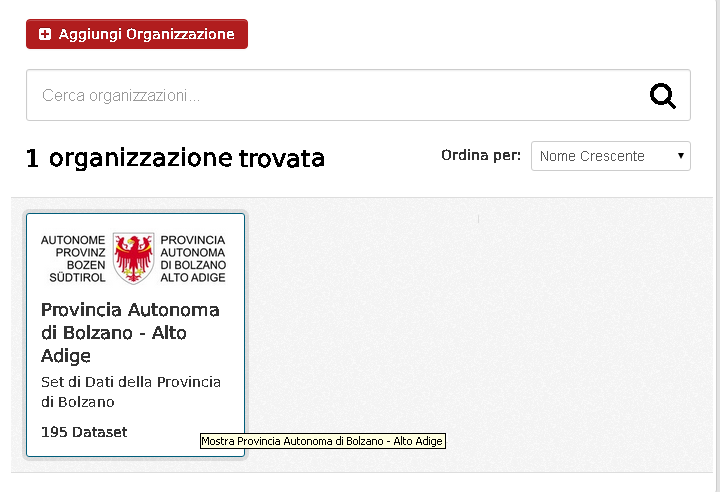 Aggiungi Organizzazione
Cerca organizzazioni...
1 organizzazione trovata
Ordina per:
Nome Crescente
AUTONOME
PROVINZ
BOZEN
SÜDTIROL
PROVINCIA
AUTONOMA
DI BOLZANO
ALTO ADIGE
Provincia Autonoma
di Bolzano - Alto
Adige
Set di Dati della Provincia
di Bolzano
195 Dataset
Mostra Provincia Autonoma di Bolzano - Alto Adige